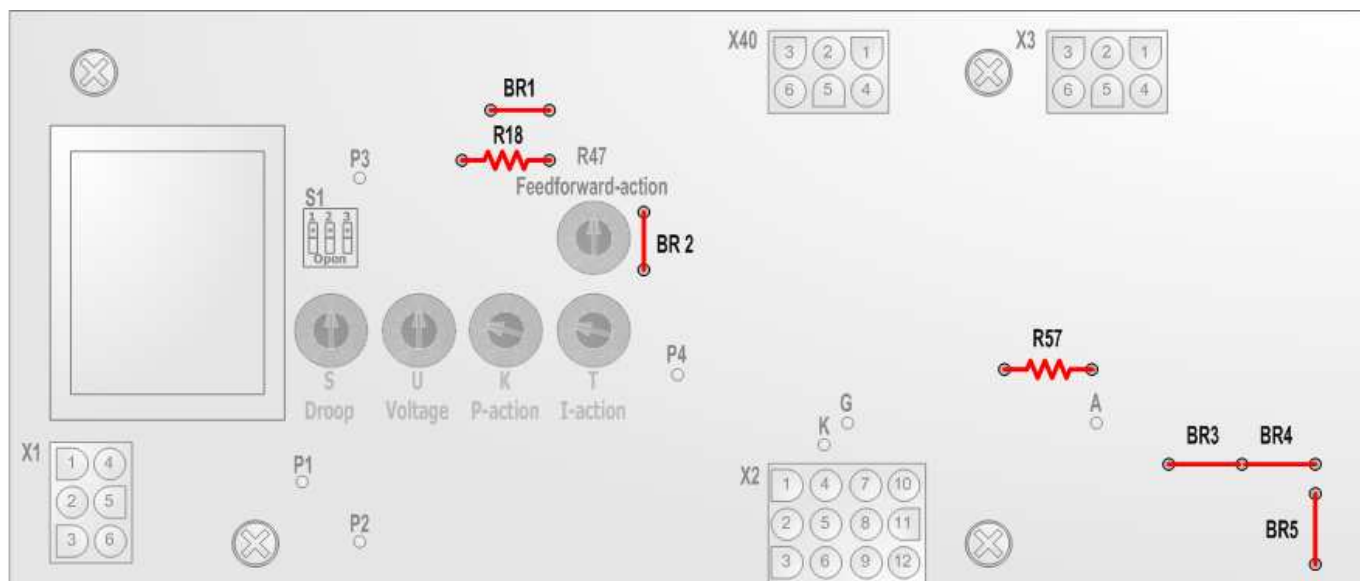 X40
3 2 1
6 5 4
X3
3 2 1
6 5 4
BR1
R18
R47
Feedforward-action
P3
S1
1 2 3
Open
BR 2
S
U
K
T
Droop
Voltage
P-action
I-action
P4
R57
G
K
A
BR3
BR4
BR5
X1
1 4
2 5
3 6
P1
P2
X2
1 4 7 10
2 5 8 11
3 6 9 12